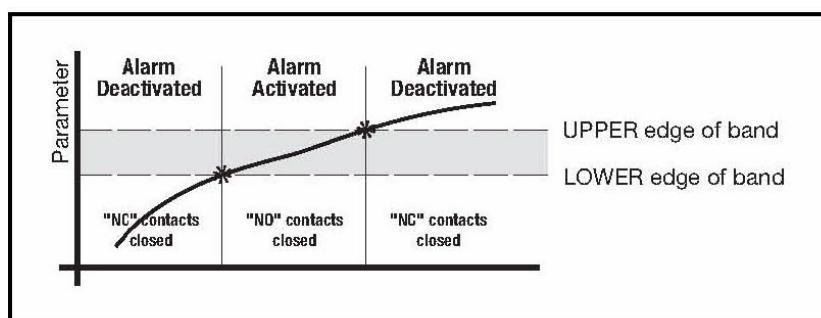 Parameter
Alarm
Deactivated
Alarm
Activated
Alarm
Deactivated
UPPER edge of band
LOWER edge of band
"NC" contacts
closed
"NO" contacts
closed
"NC" contacts
closed